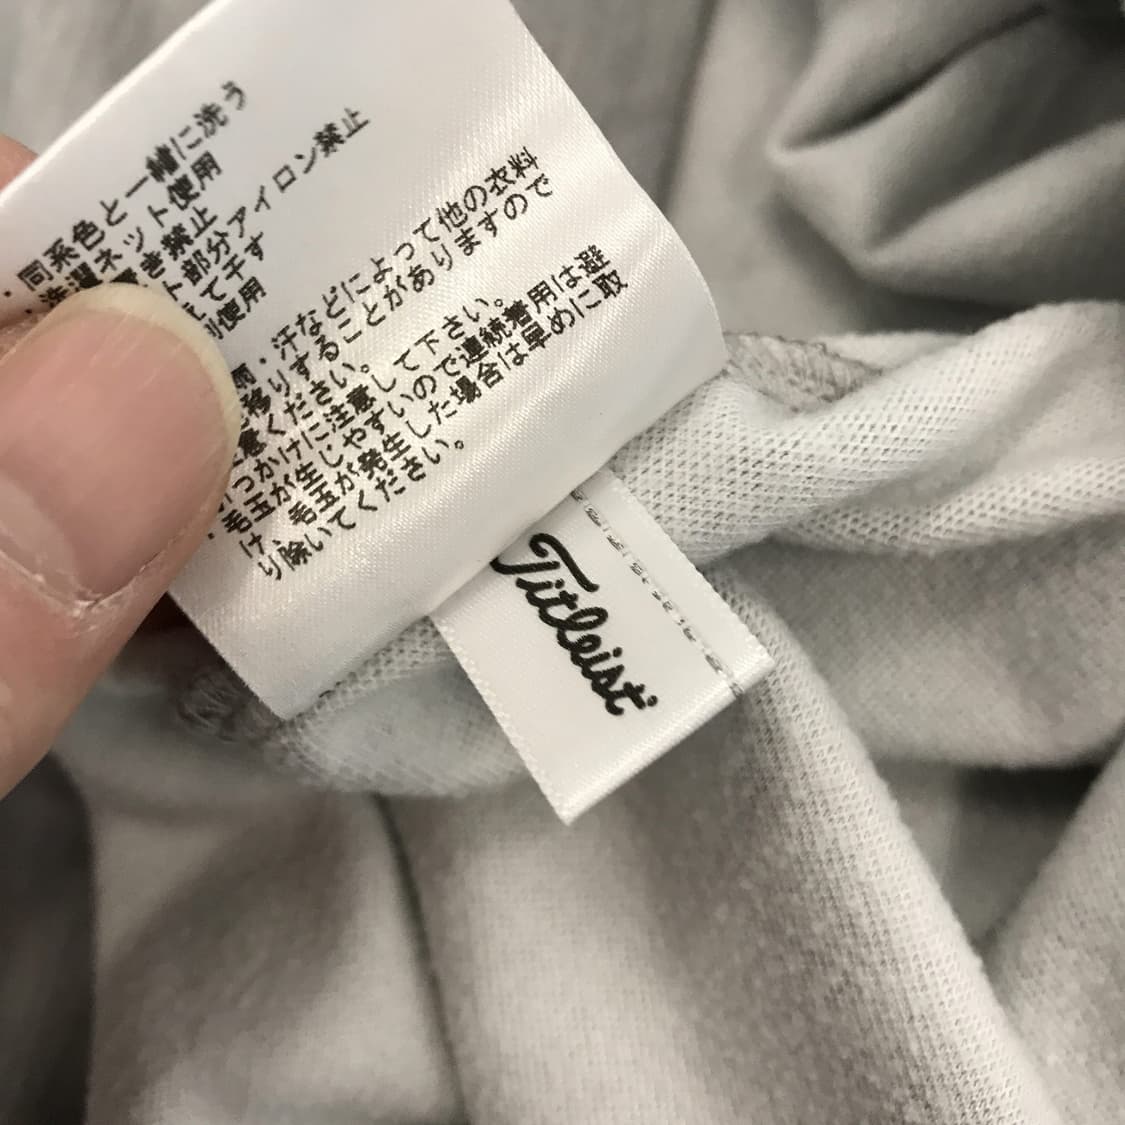 ・同系色と一緒に洗う
・洗濯ネット使用
き禁止
ト部分アイロン禁止
て干す
使用
・汗などによって他の衣料
移りすることがありますので
意ください。
っかけに注意して下さい。
・毛玉が生じやすいので連続着用は避
け、毛玉が発生した場合は早めに取
り除いてください。
Titleist